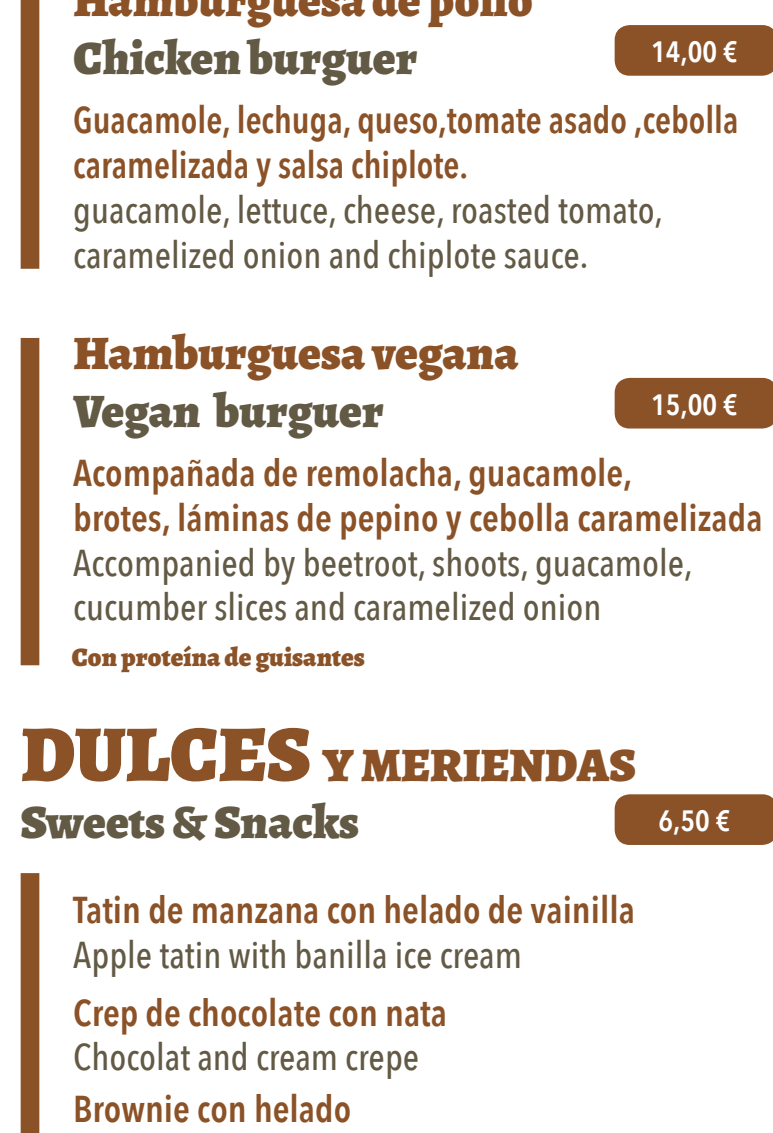 Hamburguesa de pollo
Chicken burguer
14,00 €
Guacamole, lechuga, queso,tomate asado ,cebolla
caramelizada y salsa chiplote.
guacamole, lettuce, cheese, roasted tomato,
caramelized onion and chiplote sauce.
Hamburguesa vegana
Vegan burguer
15,00 €
Acompañada de remolacha, guacamole,
brotes, láminas de pepino y cebolla caramelizada
Accompanied by beetroot, shoots, guacamole,
cucumber slices and caramelized onion
Con proteína de guisantes
DULCES Y MERIENDAS
Sweets & Snacks
6,50 €
Tatin de manzana con helado de vainilla
Apple tatin with banilla ice cream
Crep de chocolate con nata
Chocolat and cream crepe
Brownie con helado